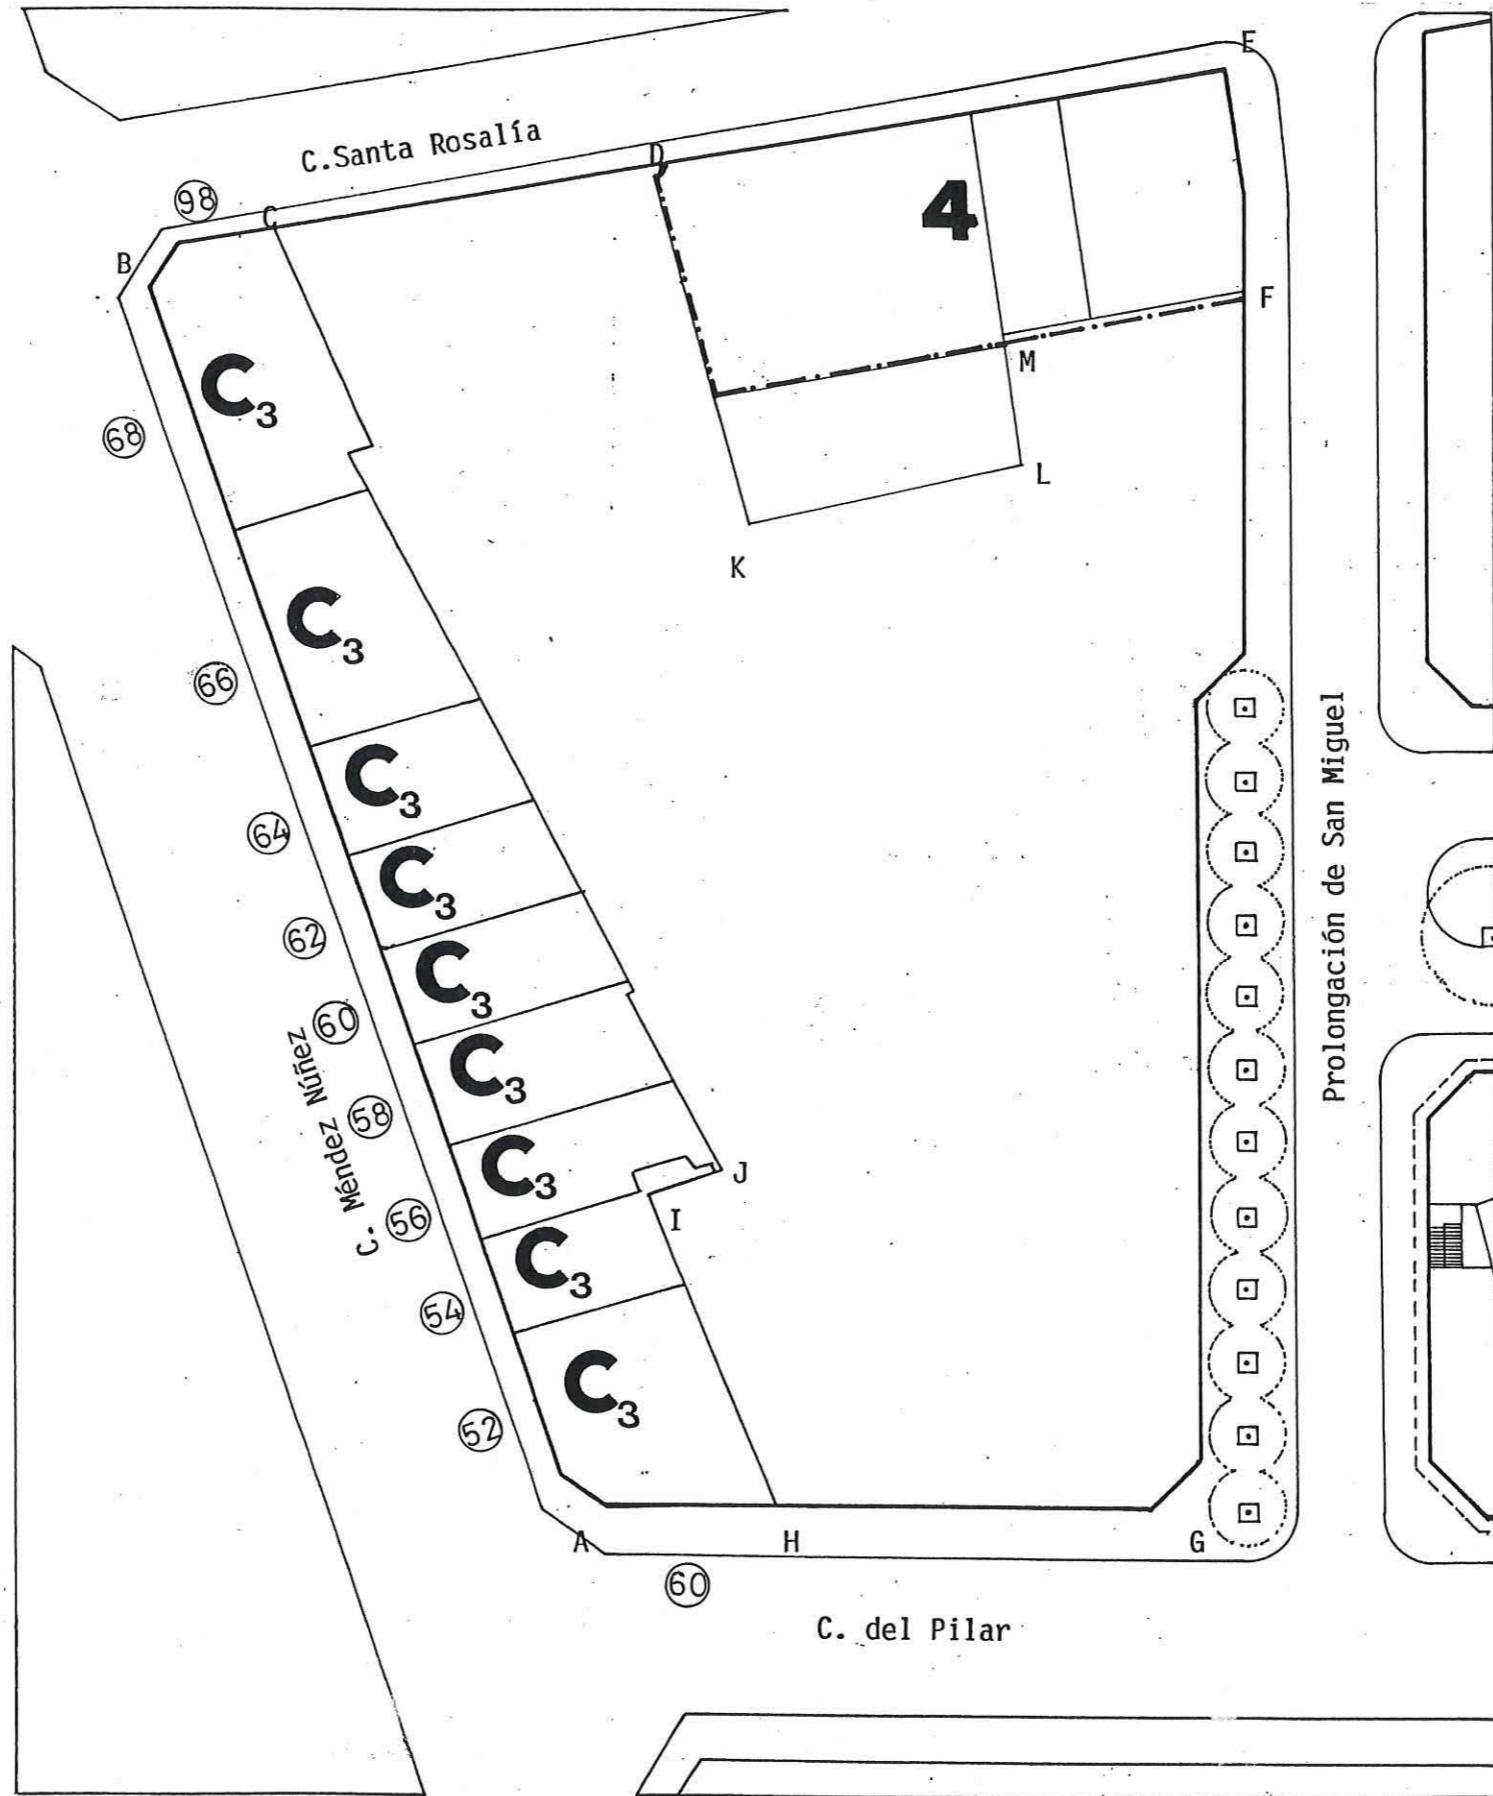 E
C.Santa Rosalía
D
98
C
4
B
F
M
C3
68
L
K
C3
66
Prolongación de San Miguel
C3
64
C3
62
C3
60
C. Méndez Núñez
C3
58
C3
J
56
I
C3
54
C3
52
A
H
G
60
C. del Pilar